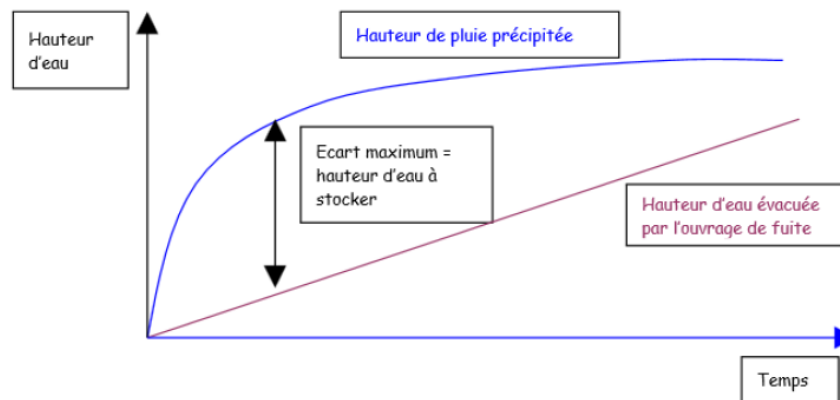 Hauteur
d'eau
Hauteur de pluie précipitée
Ecart maximum =
hauteur d'eau à
stocker
Hauteur d'eau évacuée
par l'ouvrage de fuite
Temps